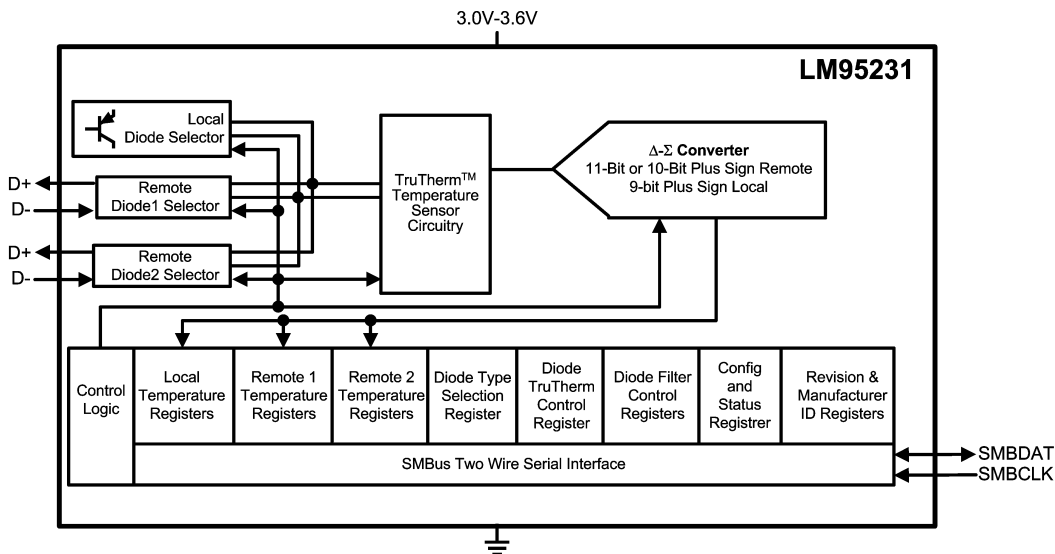 3.0V-3.6V
LM95231
Local
Diode Selector
D+
D-
Remote
Diode1 Selector
D+
D-
Remote
Diode2 Selector
TruTherm™
Temperature
Sensor
Circuitry
Δ-Σ Converter
11-Bit or 10-Bit Plus Sign Remote
9-bit Plus Sign Local
Control
Logic
Local
Temperature
Registers
Remote 1
Temperature
Registers
Remote 2
Temperature
Registers
Diode Type
Selection
Register
Diode
TruTherm
Control
Register
Diode Filter
Control
Registers
Config
and
Status
Registrer
Revision &
Manufacturer
ID Registers
SMBus Two Wire Serial Interface
SMBDAT
SMBCLK